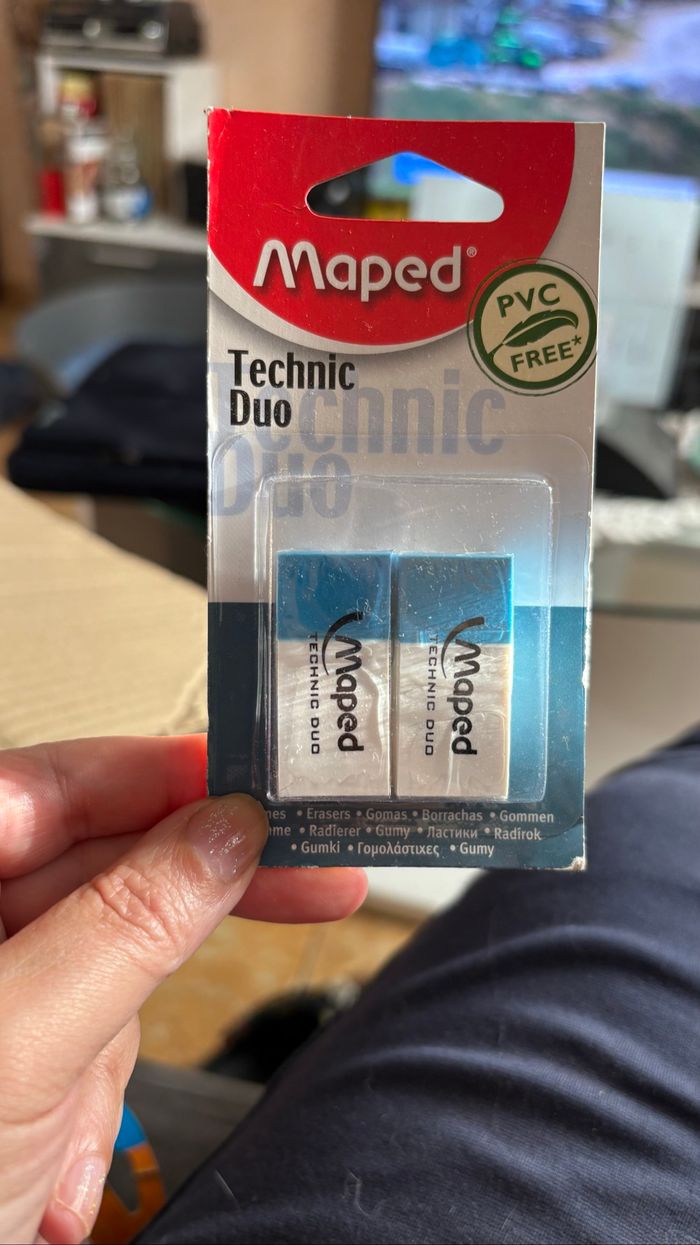 Maped®
PVC
FREE*
Technic
Duo
Technic
Duo
Maped
TECHNIC DUO
Maped
TECHNIC DUO
• Erasers • Gomas • Borrachas • Gommen
• Radierer • Gumy • Ластики • Radírok
• Gumki • Γομολάστιχες • Gumy